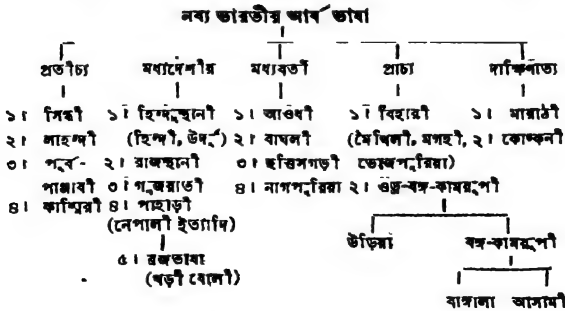 নব্য ভারতীয় আর্য ভাষা
প্রতীচ্য মধ্যদেশীয় মধ্যবর্তী প্রাচ্য দাক্ষিণাত্য
১। সিন্ধী ১। হিন্দুস্থানী ১। আওধী ১। বিহারী ১। মারাঠী
২। লাহন্দী (হিন্দী, উর্দু) ২। বাঘলী (মৈথিলী, মগহী, ২। কোঙ্কনী
৩। পূর্ব- ২। রাজস্থানী ৩। ছত্তিসগড়ী ভোজপুরিয়া)
পাঞ্জাবী ৩। গুজরাতী ৪। নাগপুরিয়া ২। ওড্র-বঙ্গ-কামরূপী
৪। কাশ্মিরী ৪। পাহাড়ী
(নেপালী ইত্যাদি) উড়িয়া বঙ্গ-কামরূপী
৫। ব্রজভাষা
(খড়ী বোলী) বাঙ্গালা আসামী